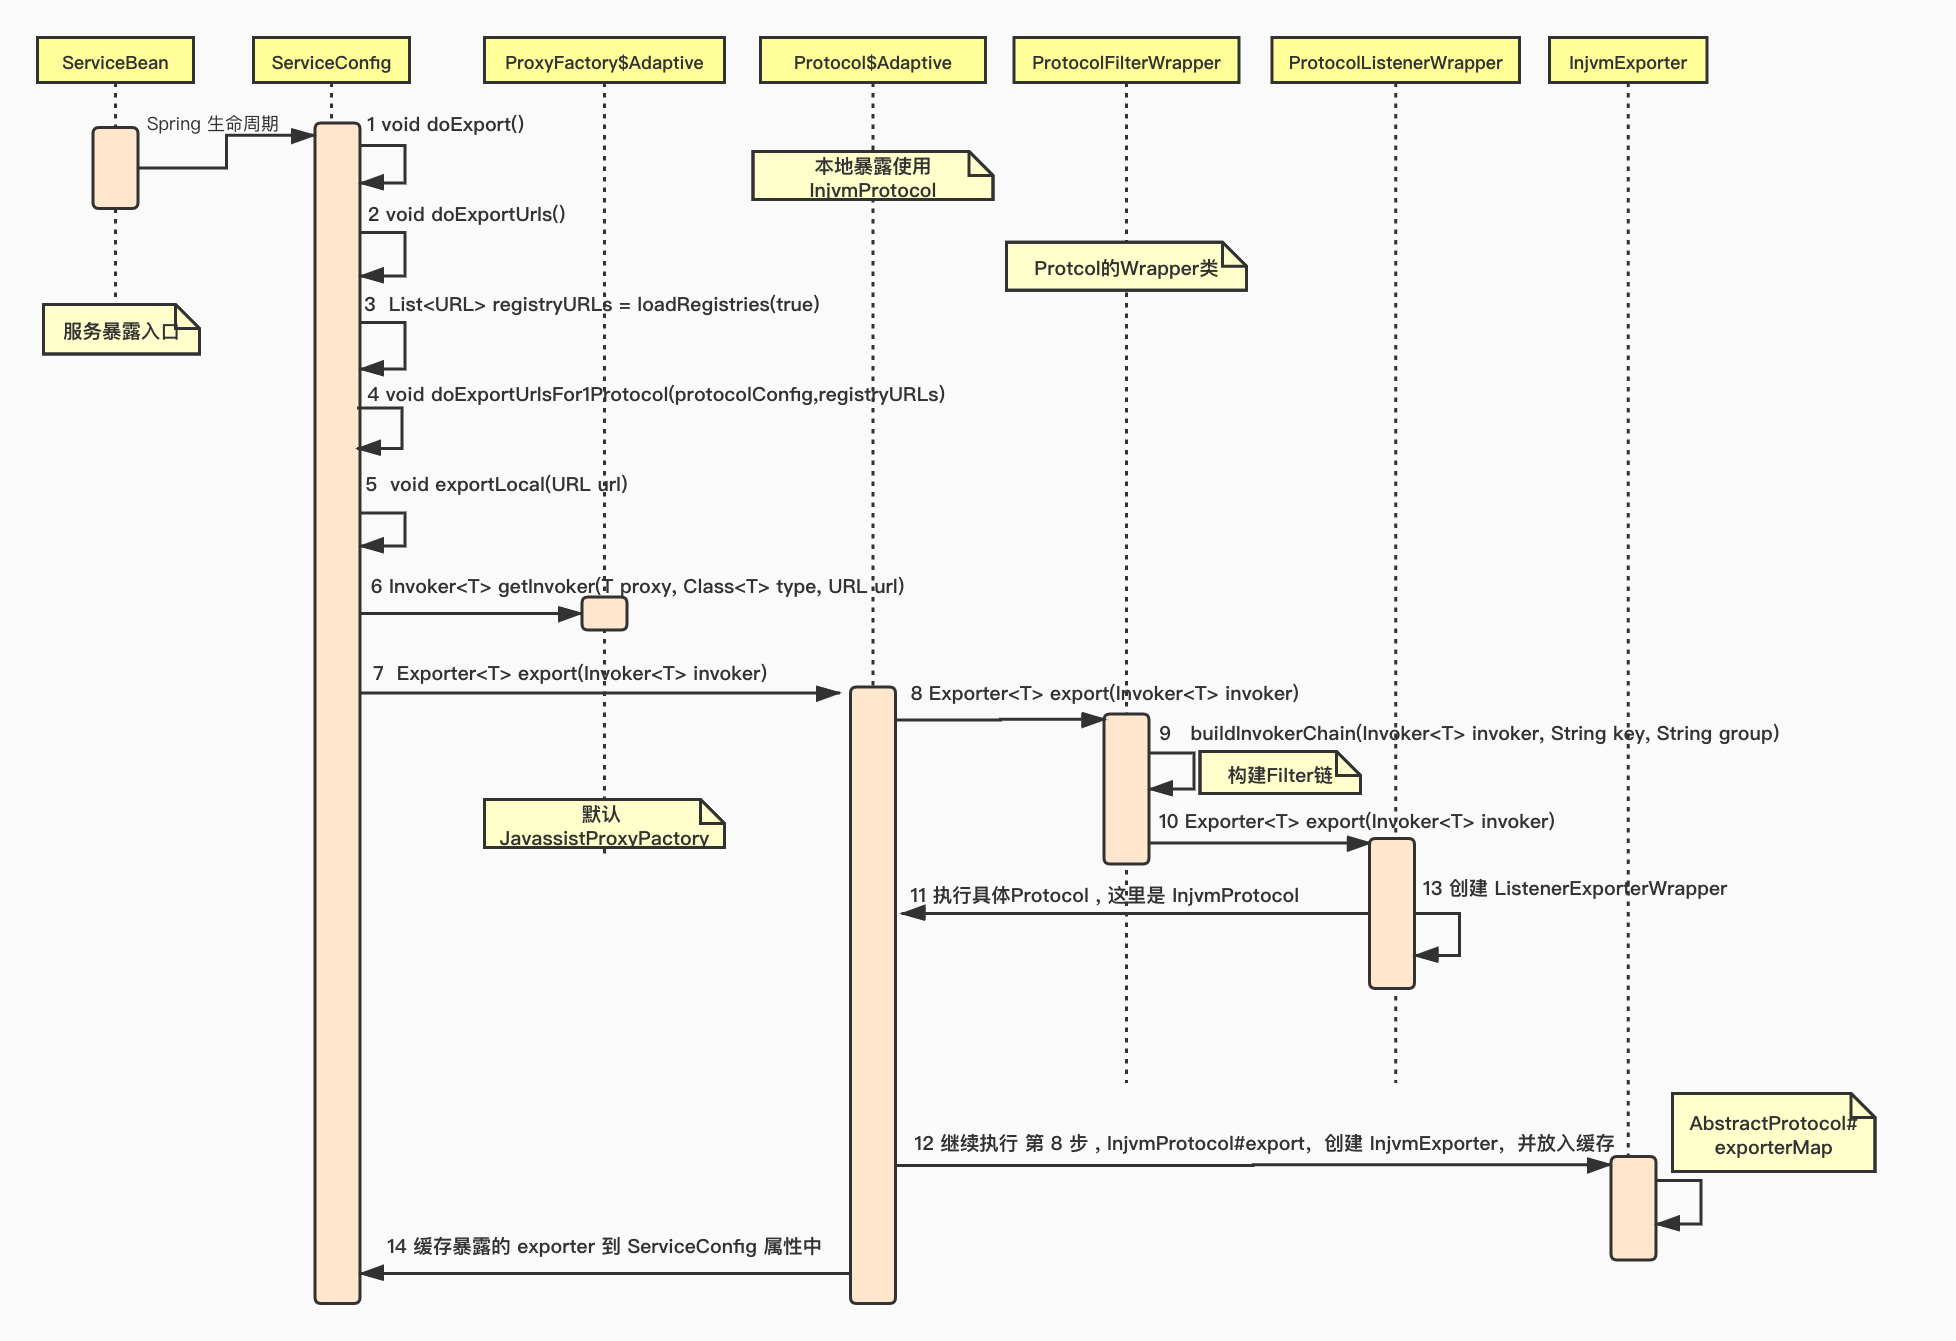 ServiceBean
ServiceConfig
ProxyFactory$Adaptive
Protocol$Adaptive
ProtocolFilterWrapper
ProtocolListenerWrapper
InjvmExporter
Spring 生命周期
1 void doExport()
本地暴露使用
InjvmProtocol
2 void doExportUrls()
Protcol的Wrapper类
3 List<URL> registryURLs = loadRegistries(true)
服务暴露入口
4 void doExportUrlsFor1Protocol(protocolConfig,registryURLs)
5 void exportLocal(URL url)
6 Invoker<T> getInvoker(T proxy, Class<T> type, URL url)
7 Exporter<T> export(Invoker<T> invoker)
8 Exporter<T> export(Invoker<T> invoker)
9 buildInvokerChain(Invoker<T> invoker, String key, String group)
构建Filter链
默认
JavassistProxyPactory
10 Exporter<T> export(Invoker<T> invoker)
11 执行具体Protocol , 这里是 InjvmProtocol
13 创建 ListenerExporterWrapper
AbstractProtocol#
exporterMap
12 继续执行 第 8 步 , InjvmProtocol#export，创建 InjvmExporter，并放入缓存
14 缓存暴露的 exporter 到 ServiceConfig 属性中